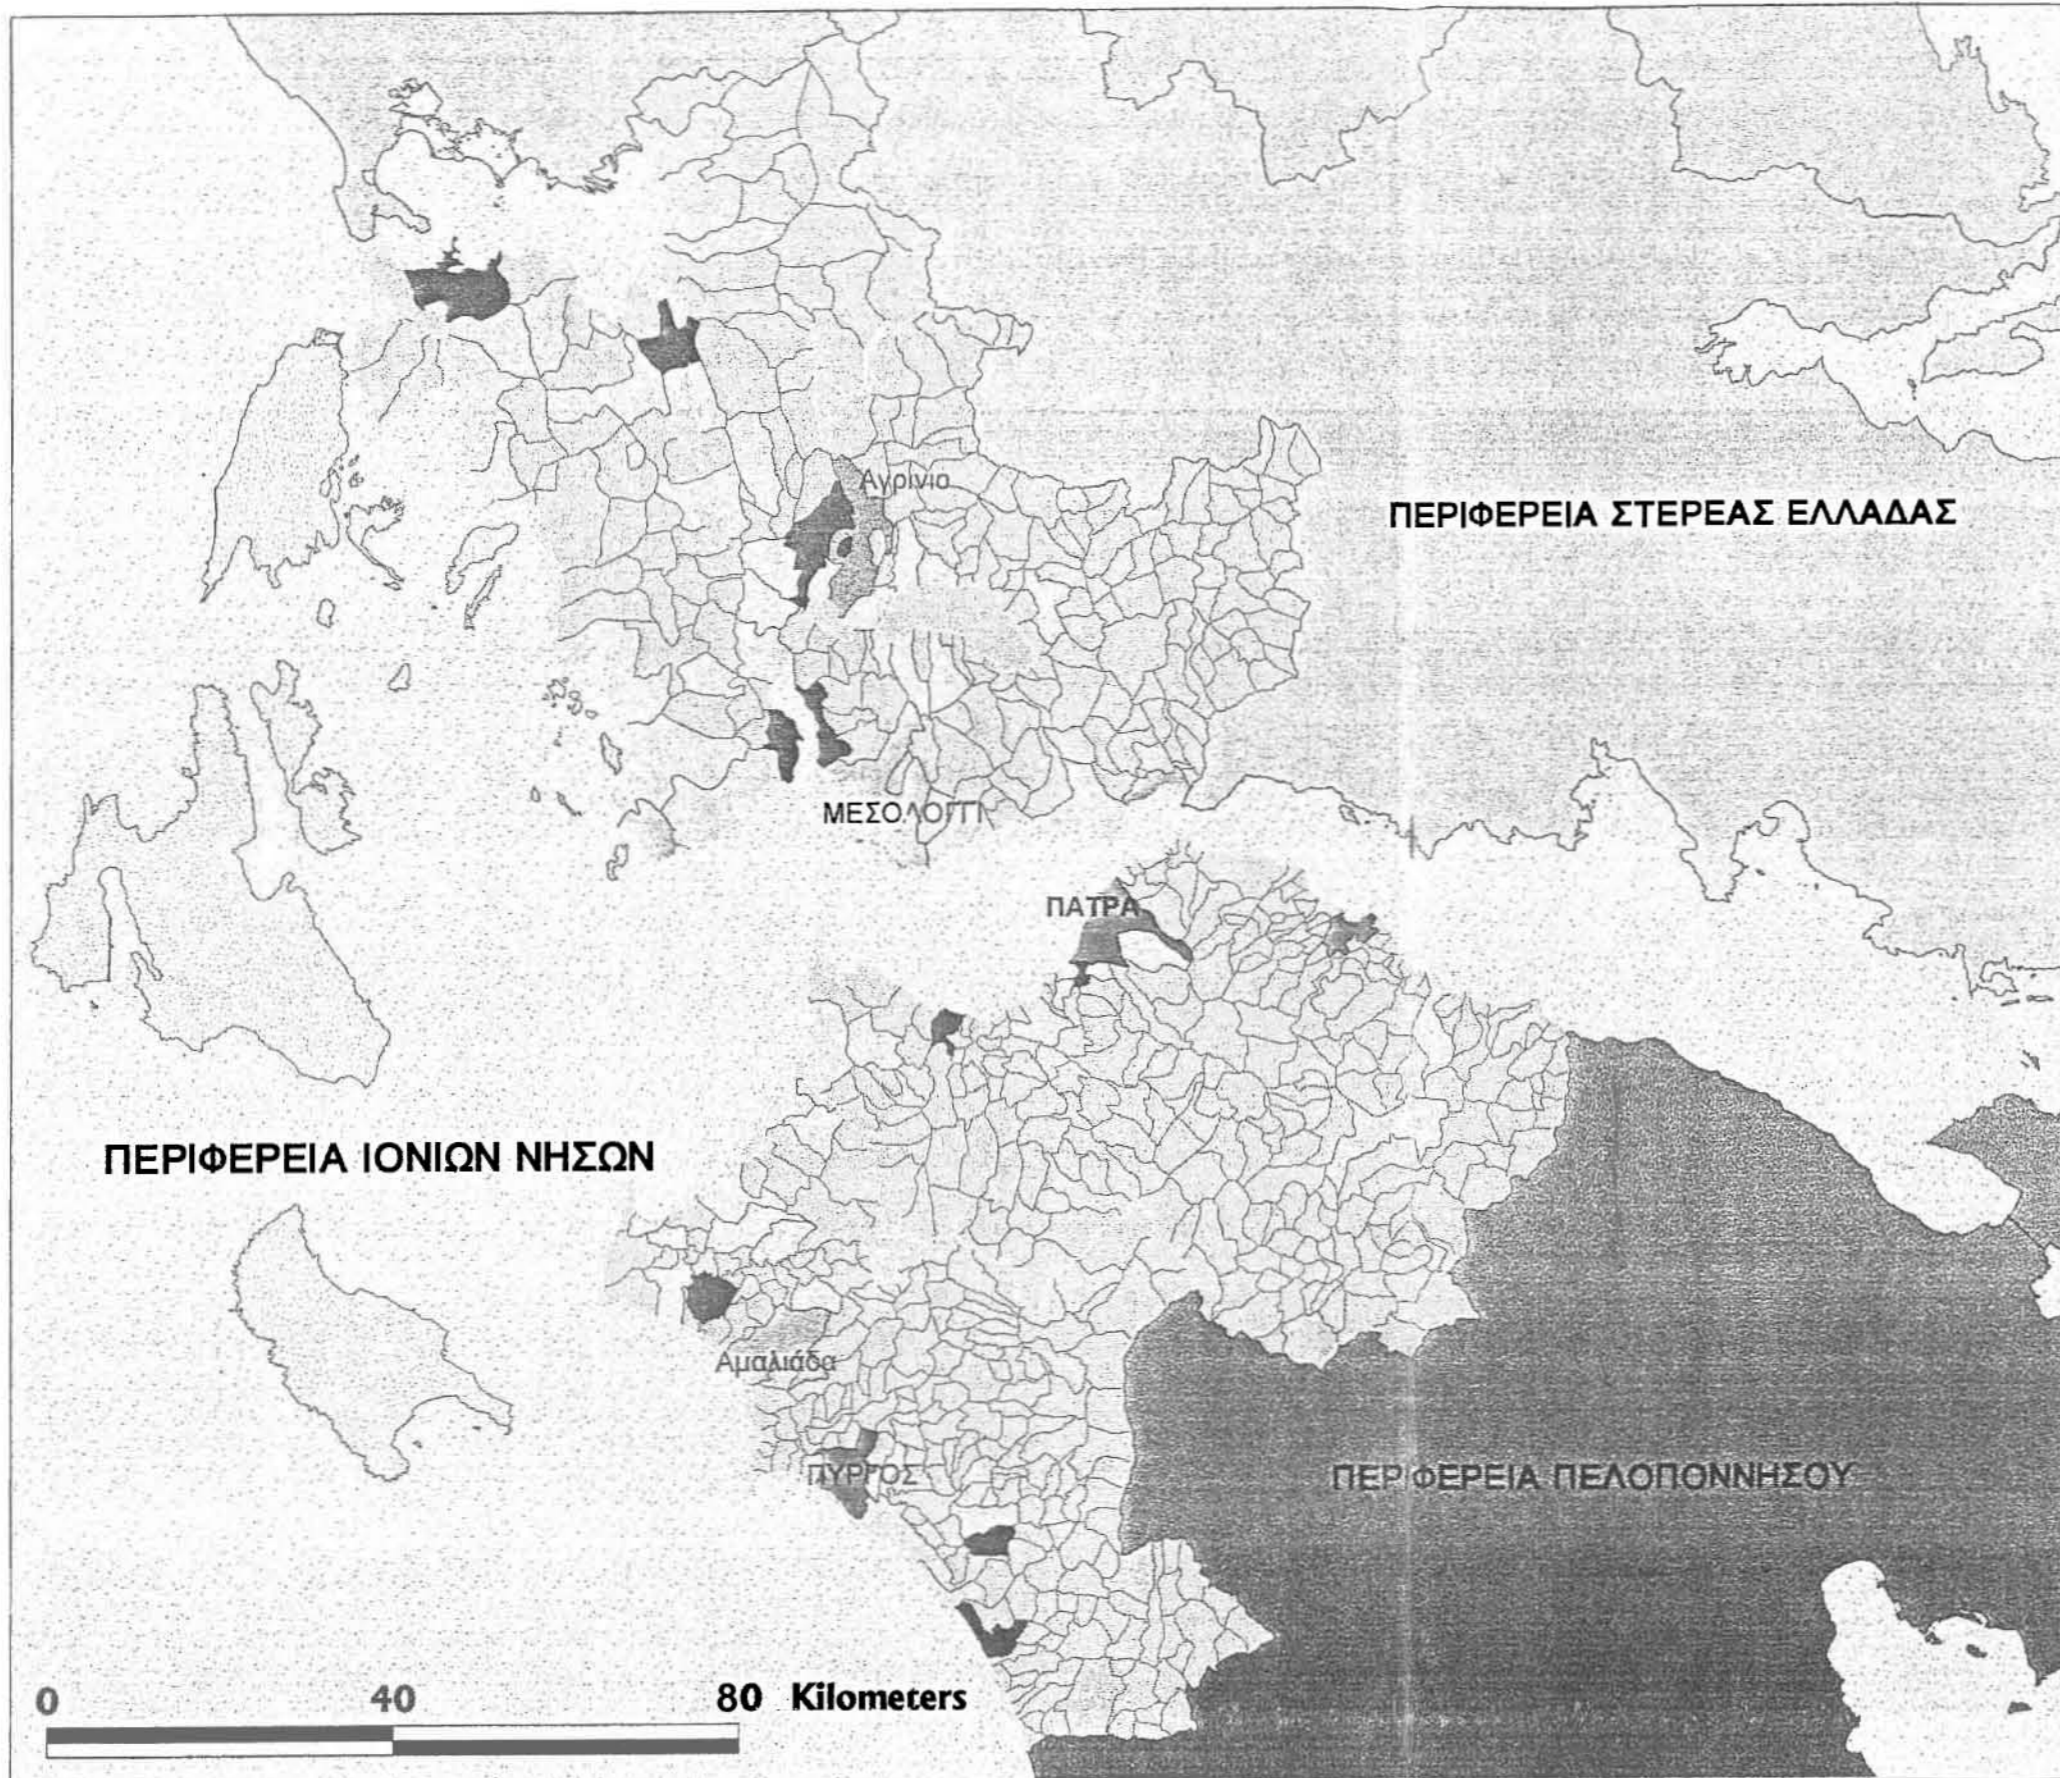 Αγρίνιο
ΠΕΡΙΦΕΡΕΙΑ ΣΤΕΡΕΑΣ ΕΛΛΑΔΑΣ
ΜΕΣΟΛΟΓΓΙ
ΠΑΤΡΑ
ΠΕΡΙΦΕΡΕΙΑ ΙΟΝΙΩΝ ΝΗΣΩΝ
Αμαλιάδα
ΠΥΡΓΟΣ
ΠΕΡΙΦΕΡΕΙΑ ΠΕΛΟΠΟΝΝΗΣΟΥ
0 40 80 Kilometers